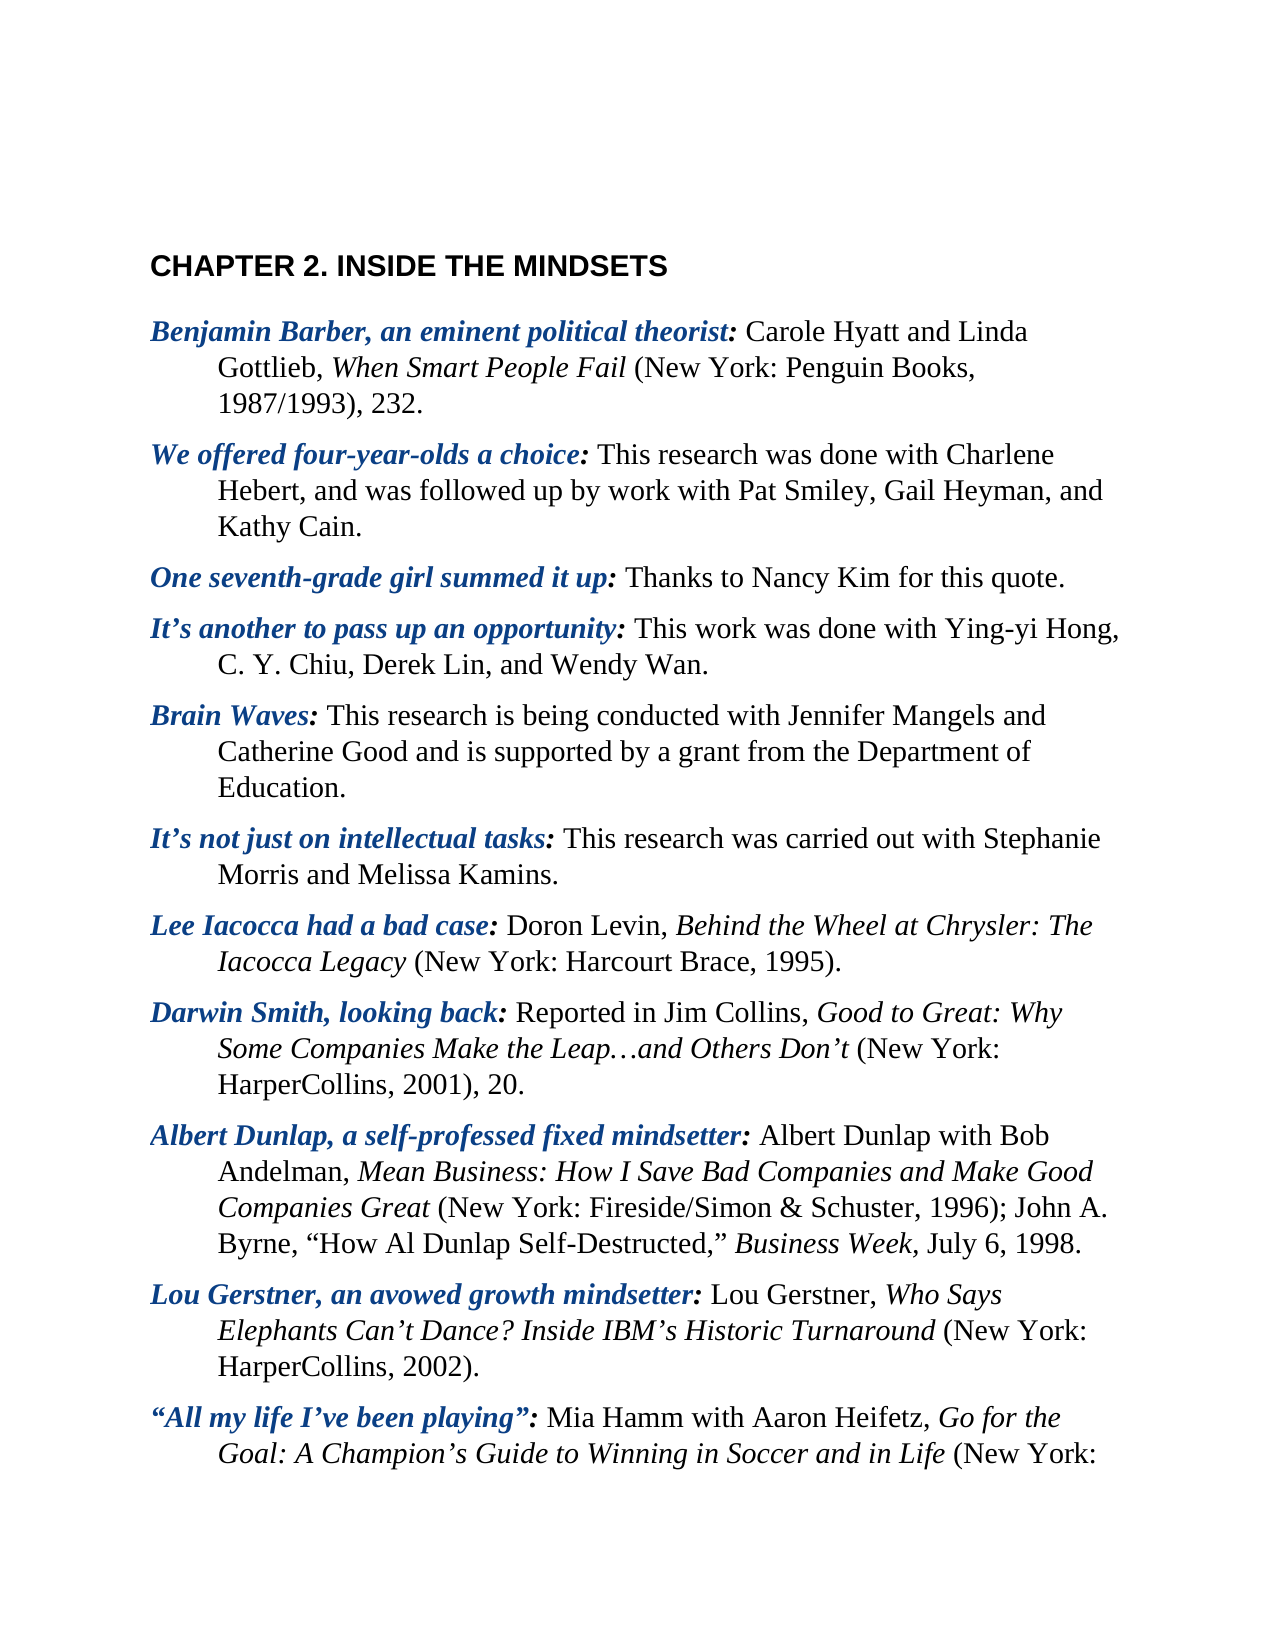 CHAPTER 2. INSIDE THE MINDSETS
Benjamin Barber, an eminent political theorist: Carole Hyatt and Linda
Gottlieb, When Smart People Fail (New York: Penguin Books,
1987/1993), 232.
We offered four-year-olds a choice: This research was done with Charlene
Hebert, and was followed up by work with Pat Smiley, Gail Heyman, and
Kathy Cain.
One seventh-grade girl summed it up: Thanks to Nancy Kim for this quote.
It’s another to pass up an opportunity: This work was done with Ying-yi Hong,
C. Y. Chiu, Derek Lin, and Wendy Wan.
Brain Waves: This research is being conducted with Jennifer Mangels and
Catherine Good and is supported by a grant from the Department of
Education.
It’s not just on intellectual tasks: This research was carried out with Stephanie
Morris and Melissa Kamins.
Lee Iacocca had a bad case: Doron Levin, Behind the Wheel at Chrysler: The
Iacocca Legacy (New York: Harcourt Brace, 1995).
Darwin Smith, looking back: Reported in Jim Collins, Good to Great: Why
Some Companies Make the Leap…and Others Don’t (New York:
HarperCollins, 2001), 20.
Albert Dunlap, a self-professed fixed mindsetter: Albert Dunlap with Bob
Andelman, Mean Business: How I Save Bad Companies and Make Good
Companies Great (New York: Fireside/Simon & Schuster, 1996); John A.
Byrne, “How Al Dunlap Self-Destructed,” Business Week, July 6, 1998.
Lou Gerstner, an avowed growth mindsetter: Lou Gerstner, Who Says
Elephants Can’t Dance? Inside IBM’s Historic Turnaround (New York:
HarperCollins, 2002).
“All my life I’ve been playing”: Mia Hamm with Aaron Heifetz, Go for the
Goal: A Champion’s Guide to Winning in Soccer and in Life (New York: